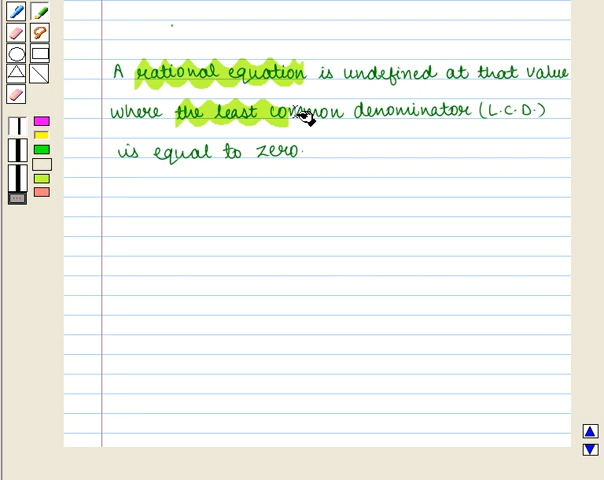 A rational equation is undefined at that value
where the least common denominator (L.C.D.)
is equal to zero.